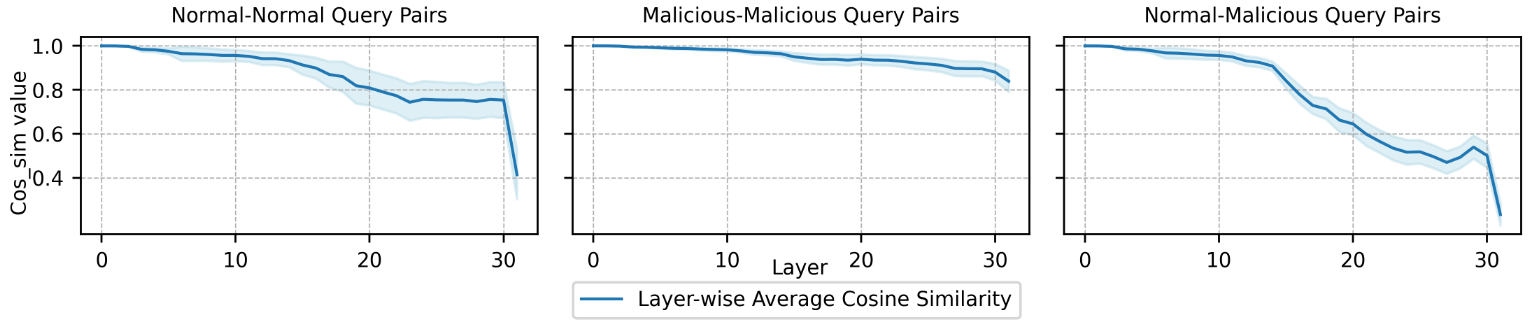 Normal-Normal Query Pairs
Malicious-Malicious Query Pairs
Normal-Malicious Query Pairs
Cos_sim value
1.0
0.8
0.6
0.4
0 10 20 30
0 10 20 30
0 10 20 30
Layer
Layer-wise Average Cosine Similarity